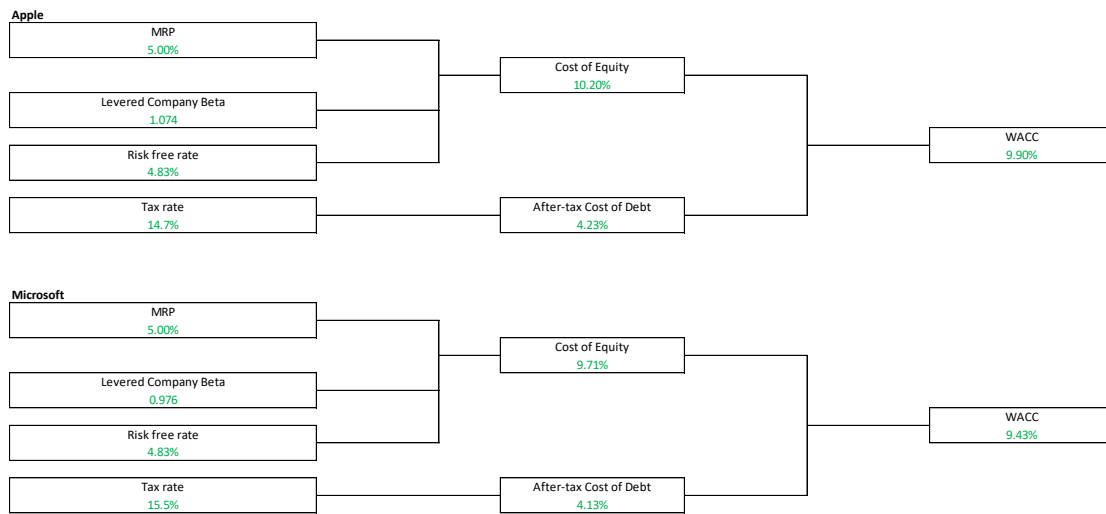 Apple
MRP
5.00%
Cost of Equity
10.20%
Levered Company Beta
1.074
WACC
9.90%
Risk free rate
4.83%
Tax rate
14.7%
After-tax Cost of Debt
4.23%
Microsoft
MRP
5.00%
Cost of Equity
9.71%
Levered Company Beta
0.976
WACC
9.43%
Risk free rate
4.83%
Tax rate
15.5%
After-tax Cost of Debt
4.13%